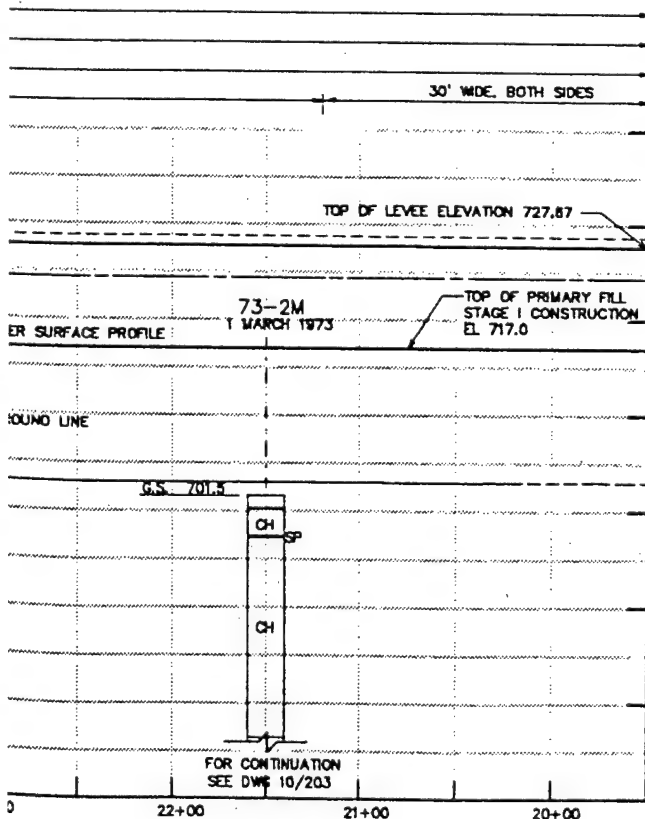 30' WIDE, BOTH SIDES
TOP OF LEVEE ELEVATION 727.87
73-2M
1 MARCH 1973
TOP OF PRIMARY FILL
STAGE I CONSTRUCTION
EL 717.0
ER SURFACE PROFILE
OUND LINE
G.S. 701.5
CH
SP
CH
FOR CONTINUATION
SEE DWG 10/203
0
22+00
21+00
20+00